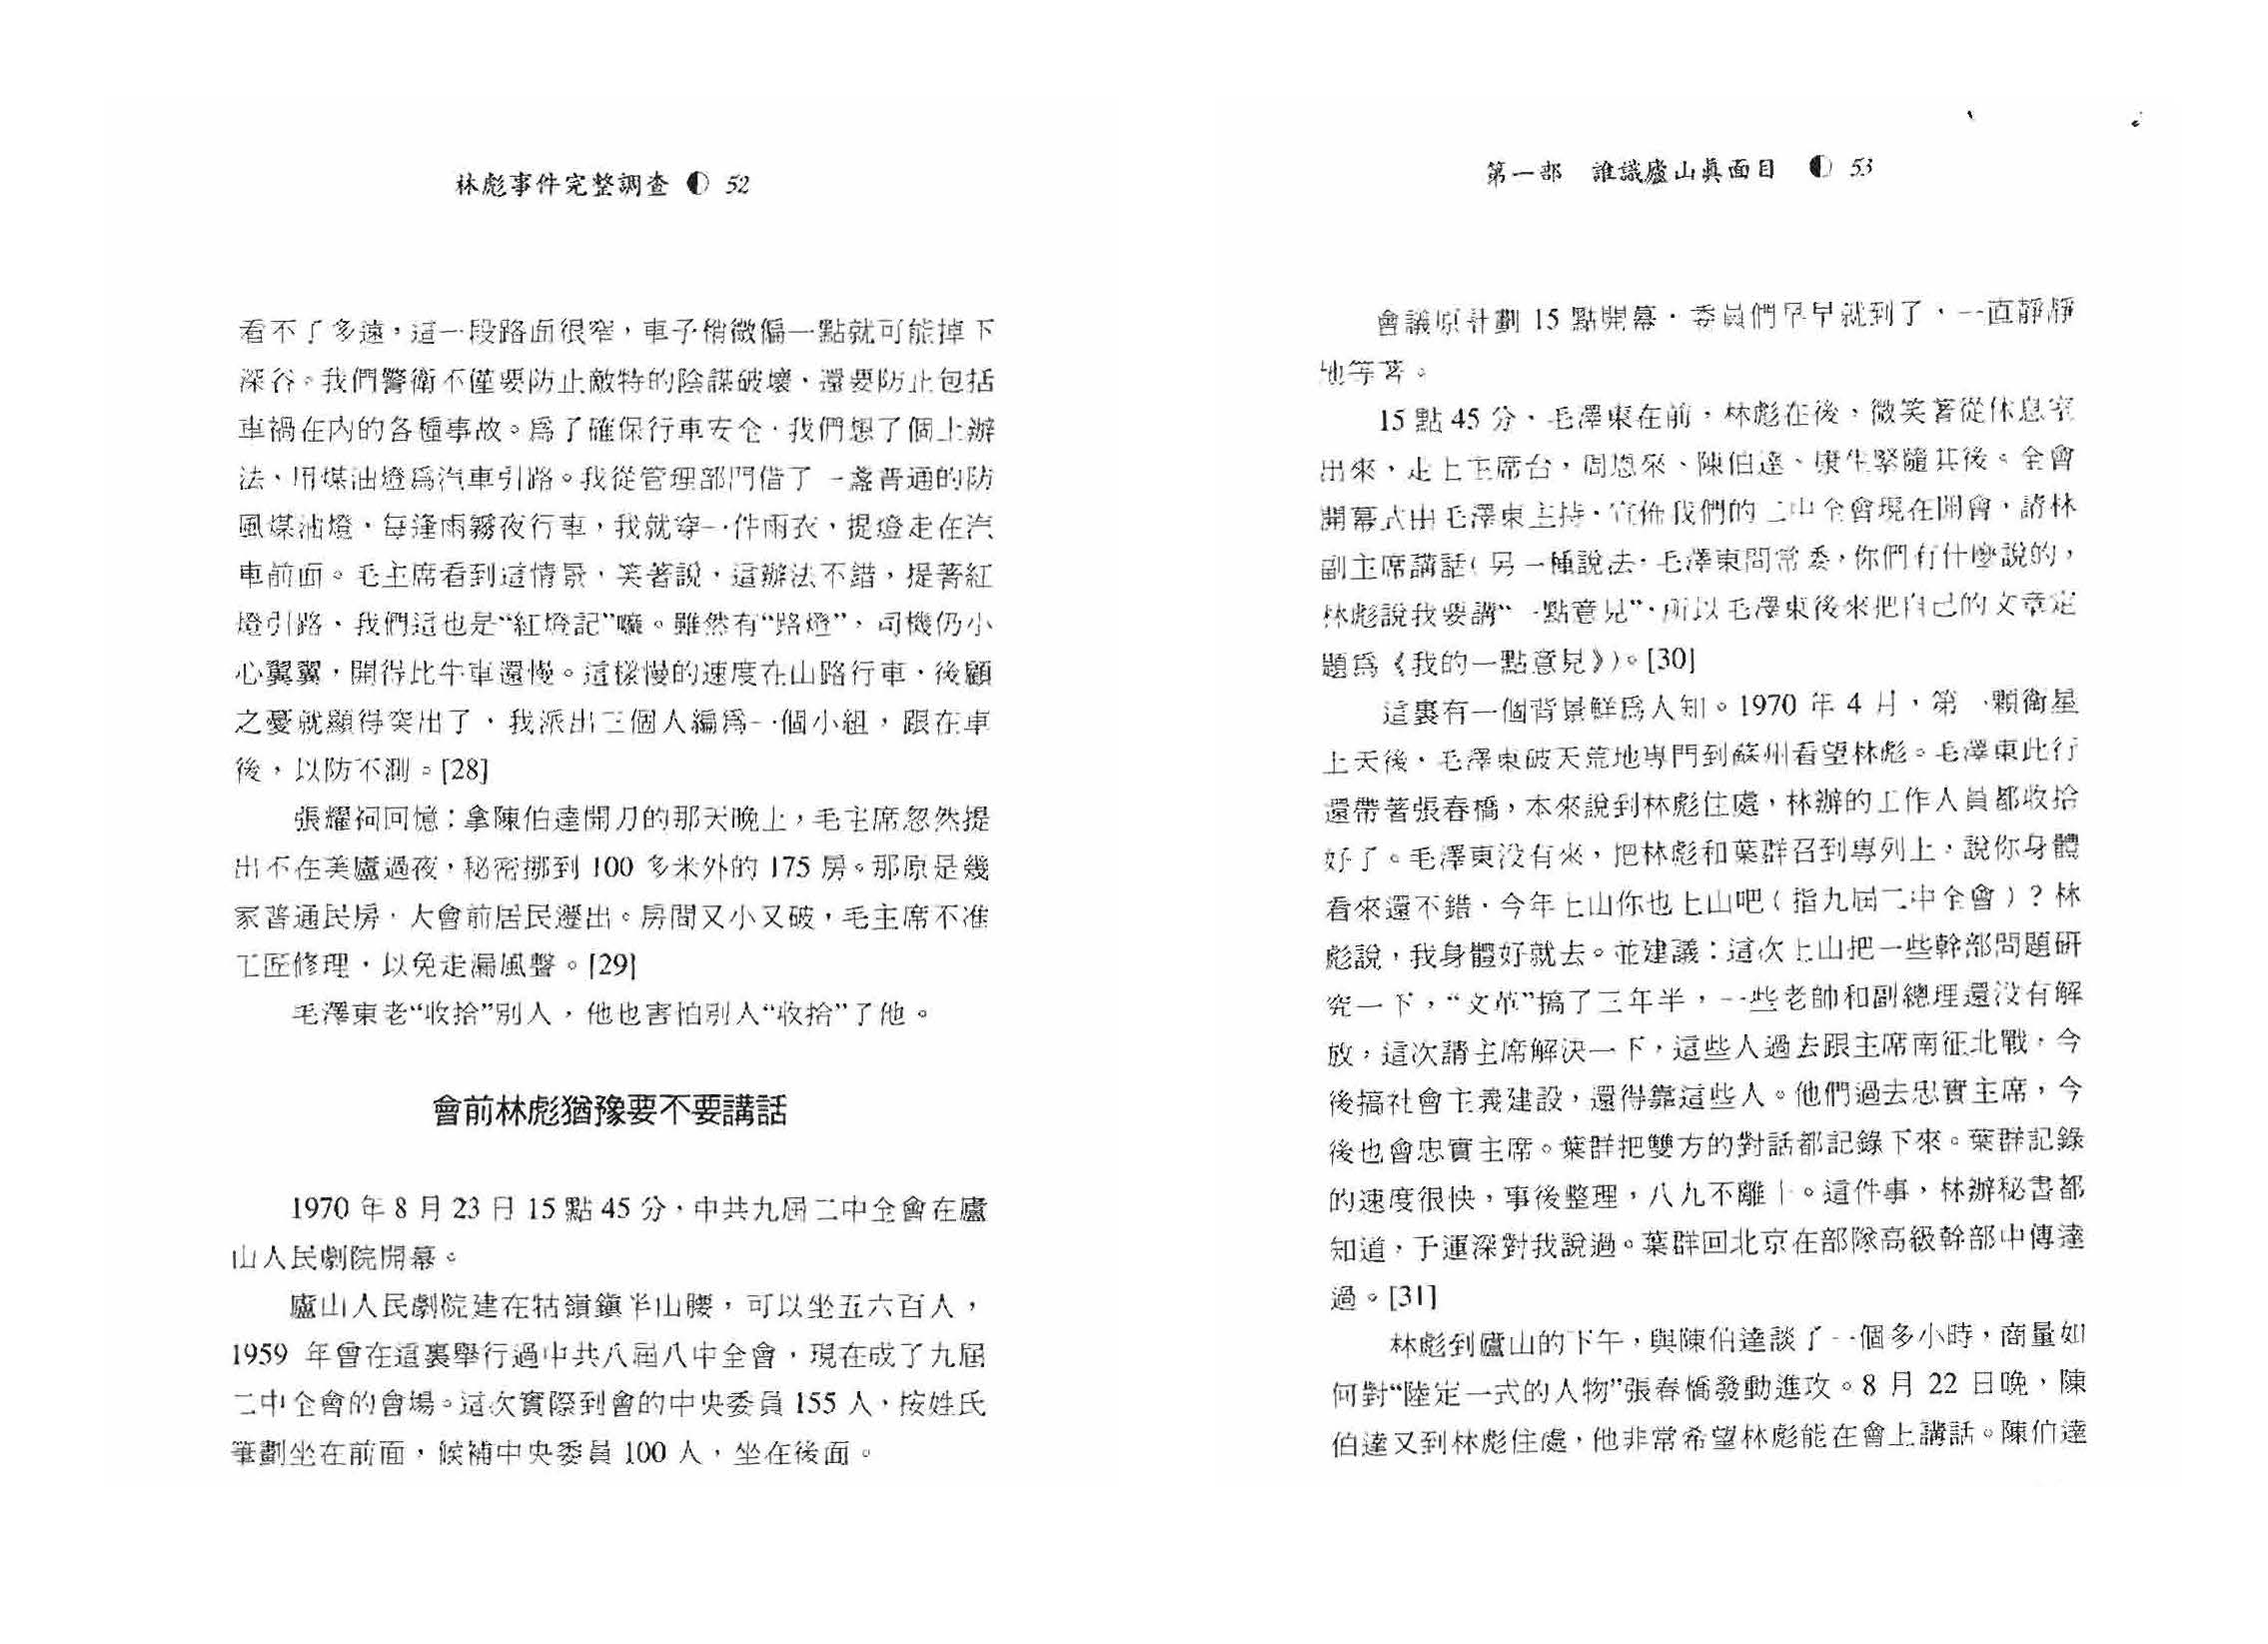 林彪事件完整調查 ◐ 52
看不了多遠，這一段路面很窄，車子稍微偏一點就可能掉下
深谷。我們警衛不僅要防止敵特的陰謀破壞，還要防止包括
車禍在內的各種事故。爲了確保行車安全，我們想了個土辦
法，用煤油燈爲汽車引路。我從管理部門借了一盞普通的防
風煤油燈，每逢雨霧夜行車，我就穿一件雨衣，提燈走在汽
車前面。毛主席看到這情景，笑著說，這辦法不錯，提著紅
燈引路，我們這也是“紅燈記”嘛。雖然有“路燈”，司機仍小
心翼翼，開得比牛車還慢。這樣慢的速度在山路行車，後顧
之憂就顯得突出了，我派出三個人編爲一個小組，跟在車
後，以防不測。[28]
張耀祠回憶：拿陳伯達開刀的那天晚上，毛主席忽然提
出不在美廬過夜，秘密挪到 100 多米外的 175 房。那原是幾
家普通民房，大會前居民遷出。房間又小又破，毛主席不准
工匠修理，以免走漏風聲。[29]
毛澤東老“收拾”別人，他也害怕別人“收拾”了他。
會前林彪猶豫要不要講話
1970 年 8 月 23 日 15 點 45 分，中共九屆二中全會在廬
山人民劇院開幕。
廬山人民劇院建在牯嶺鎮半山腰，可以坐五六百人，
1959 年曾在這裏舉行過中共八屆八中全會，現在成了九屆
二中全會的會場。這次實際到會的中央委員 155 人，按姓氏
筆劃坐在前面，候補中央委員 100 人，坐在後面。
第一部 誰識廬山眞面目 ◐ 53
會議原計劃 15 點開幕，委員們早早就到了，一直靜靜
地等著。
15 點 45 分，毛澤東在前，林彪在後，微笑著從休息室
出來，走上主席台，周恩來、陳伯達、康生緊隨其後。全會
開幕式由毛澤東主持，宣佈我們的二中全會現在開會，請林
副主席講話（另一種說法，毛澤東問常委，你們有什麼說的，
林彪說我要講“一點意見”，所以毛澤東後來把自己的文章定
題爲《我的一點意見》）。[30]
這裏有一個背景鮮爲人知。1970 年 4 月，第一顆衛星
上天後，毛澤東破天荒地專門到蘇州看望林彪。毛澤東此行
還帶著張春橋，本來說到林彪住處，林辦的工作人員都收拾
好了。毛澤東没有來，把林彪和葉群召到專列上，說你身體
看來還不錯，今年上山你也上山吧（指九屆二中全會）？林
彪說，我身體好就去。並建議：這次上山把一些幹部問題研
究一下，“文革”搞了三年半，一些老帥和副總理還没有解
放，這次請主席解決一下，這些人過去跟主席南征北戰，今
後搞社會主義建設，還得靠這些人。他們過去忠實主席，今
後也會忠實主席。葉群把雙方的對話都記錄下來。葉群記錄
的速度很快，事後整理，八九不離十。這件事，林辦秘書都
知道，于運深對我說過。葉群回北京在部隊高級幹部中傳達
過。[31]
林彪到廬山的下午，與陳伯達談了一個多小時，商量如
何對“陸定一式的人物”張春橋發動進攻。8 月 22 日晚，陳
伯達又到林彪住處，他非常希望林彪能在會上講話。陳伯達